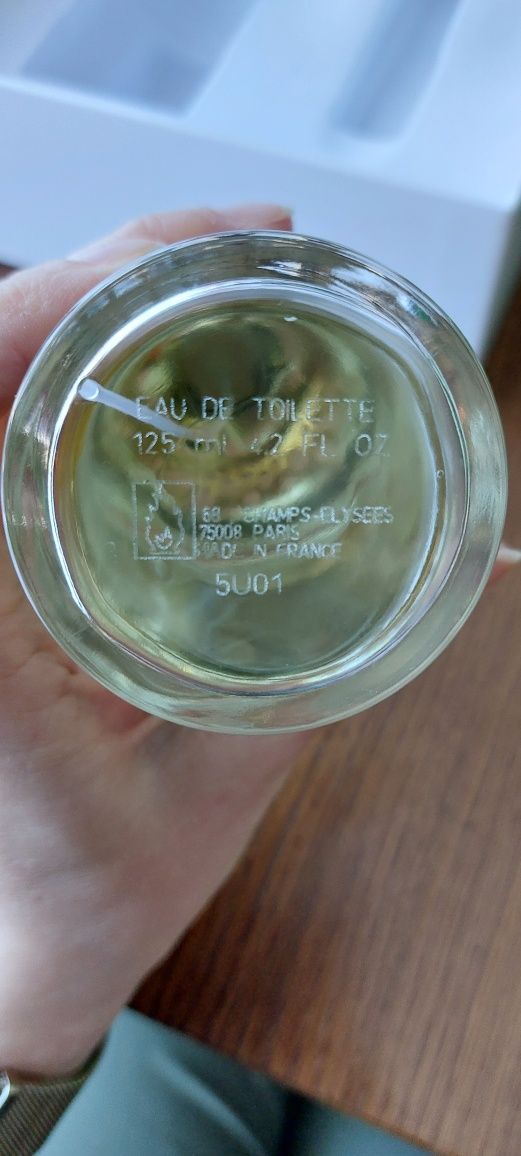 EAU DE TOILETTE
125 ml 4.2 FL OZ
68 CHAMPS-ELYSEES
75008 PARIS
MADE IN FRANCE
5U01